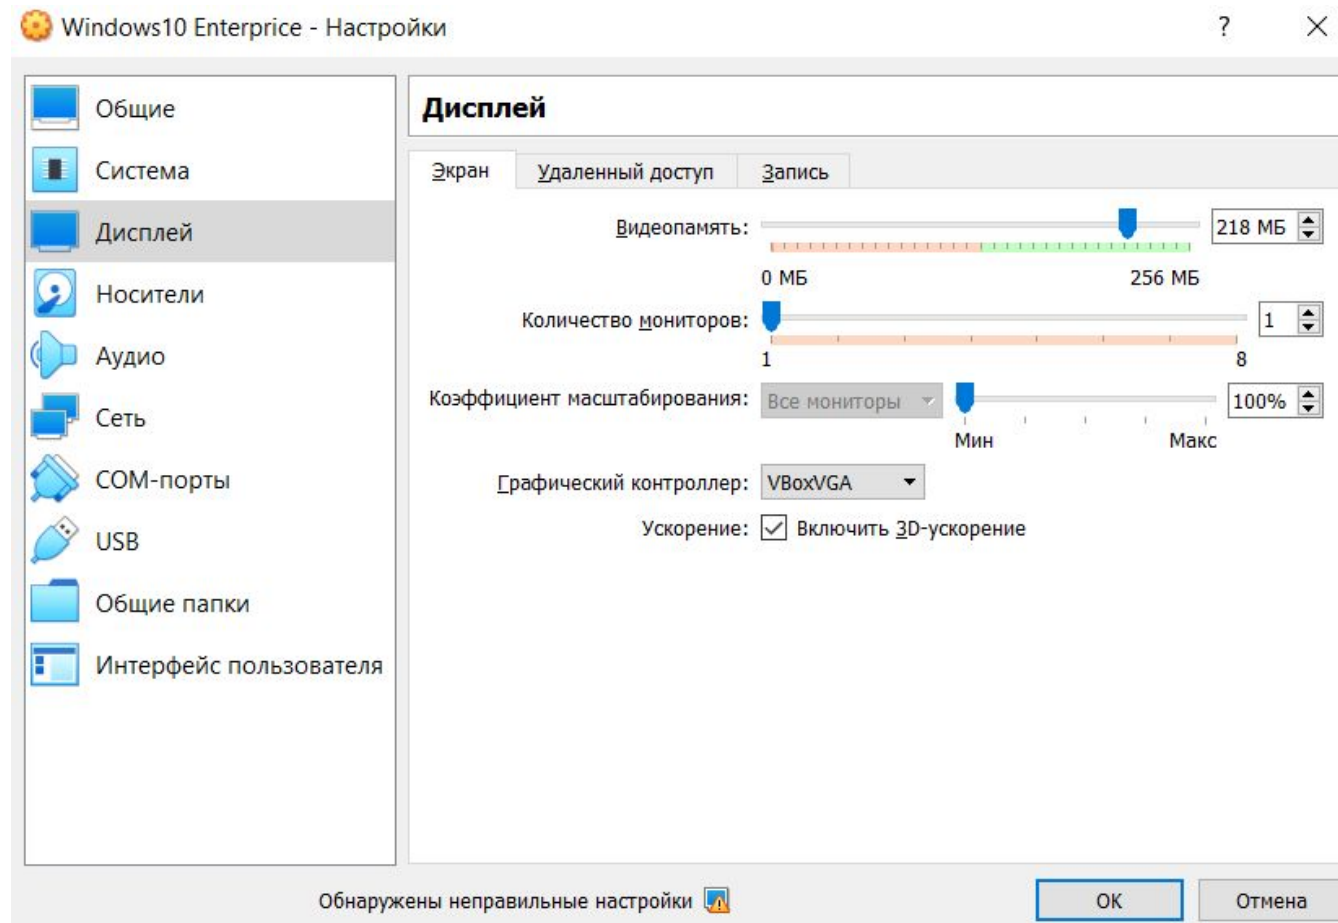 Windows10 Enterprice - Настройки
?
Общие
Система
Дисплей
Носители
Аудио
Сеть
COM-порты
USB
Общие папки
Интерфейс пользователя
Дисплей
Экран Удаленный доступ Запись
Видеопамять: 218 МБ
0 МБ 256 МБ
Количество мониторов: 1
1 8
Коэффициент масштабирования: Все мониторы 100%
Мин Макс
Графический контроллер: VBoxVGA
Ускорение: Включить 3D-ускорение
Обнаружены неправильные настройки OK Отмена